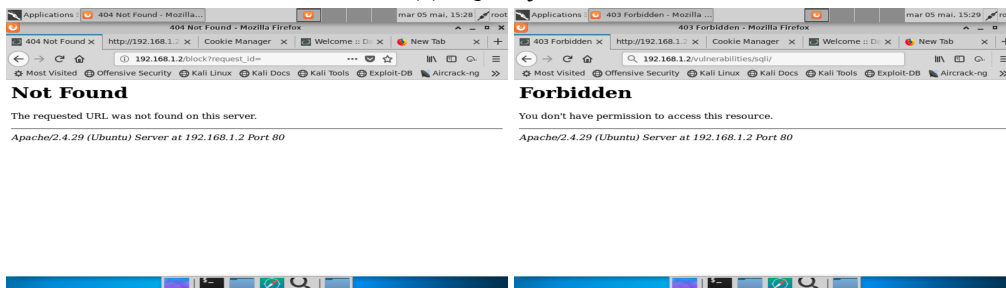 Applications : 404 Not Found - Mozilla... mar 05 mai, 15:28 root
404 Not Found - Mozilla Firefox
404 Not Found × http://192.168.1.2 × Cookie Manager × Welcome :: D × New Tab × +
192.168.1.2/block?request_id=
Most Visited Offensive Security Kali Linux Kali Docs Kali Tools Exploit-DB Aircrack-ng >>
Not Found
The requested URL was not found on this server.
Apache/2.4.29 (Ubuntu) Server at 192.168.1.2 Port 80
Applications : 403 Forbidden - Mozilla ... mar 05 mai, 15:29
403 Forbidden - Mozilla Firefox
403 Forbidden × http://192.168.1.2 × Cookie Manager × Welcome :: D × New Tab × +
192.168.1.2/vulnerabilities/sqli/
Most Visited Offensive Security Kali Linux Kali Docs Kali Tools Exploit-DB Aircrack-ng >>
Forbidden
You don't have permission to access this resource.
Apache/2.4.29 (Ubuntu) Server at 192.168.1.2 Port 80